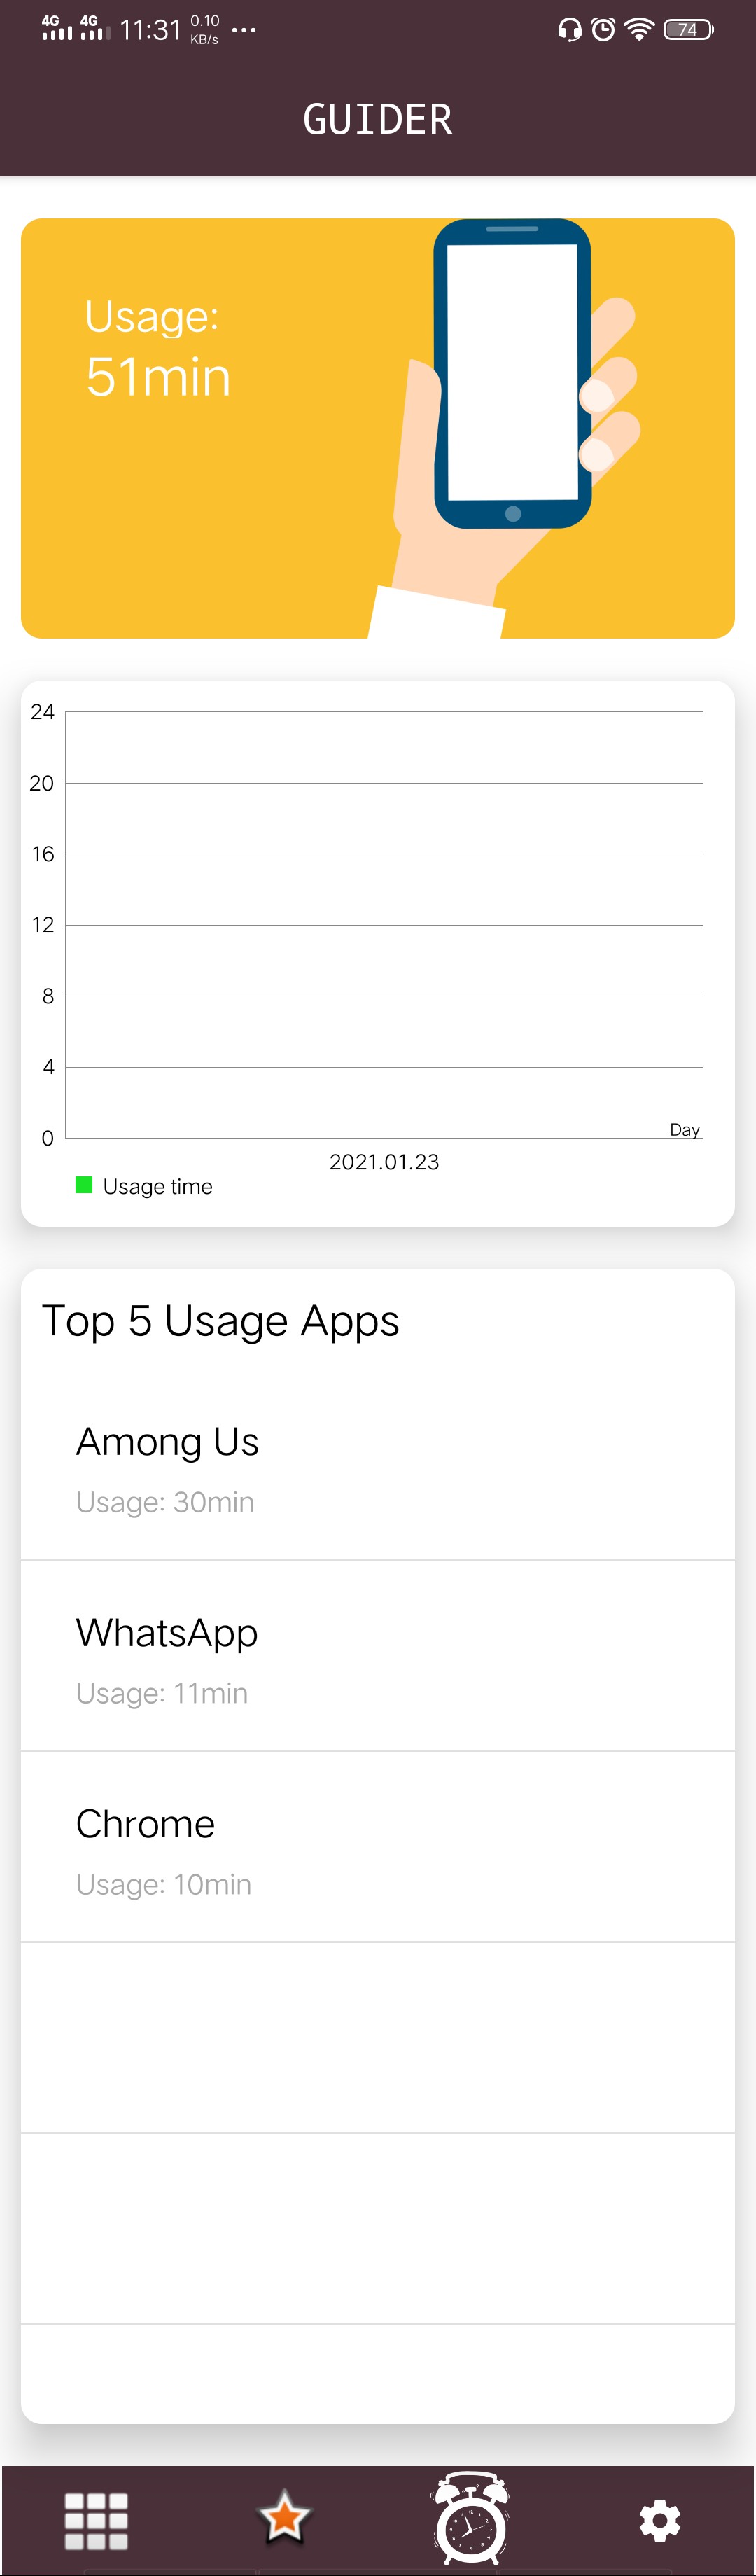 4G 4G 11:31 0.10 KB/s ... 74
GUIDER
Usage:
51min
24
20
16
12
8
4
0
Day
2021.01.23
Usage time
Top 5 Usage Apps
Among Us
Usage: 30min
WhatsApp
Usage: 11min
Chrome
Usage: 10min